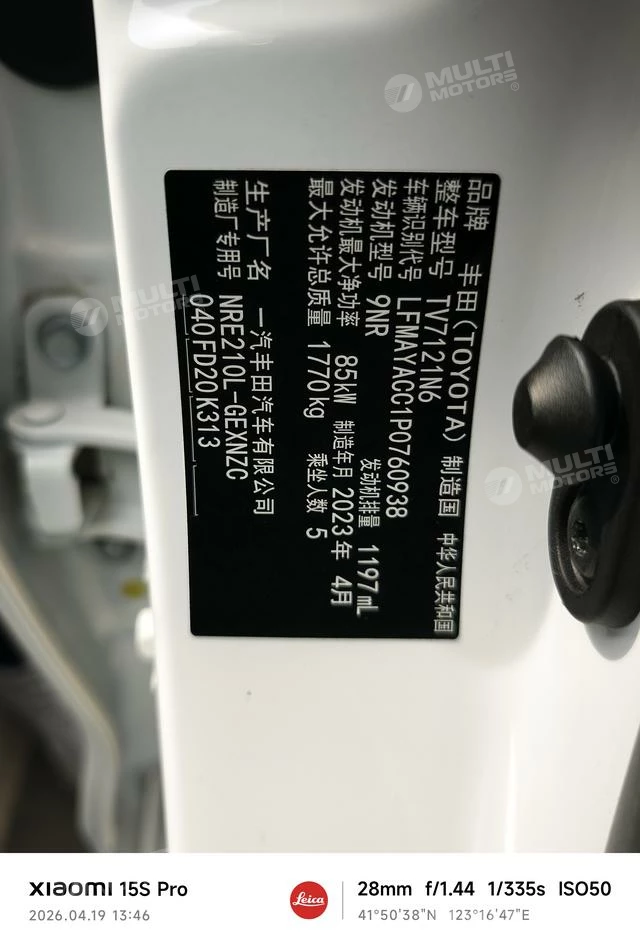 MULTI MOTORS®
品牌 丰田(TOYOTA) 制造国 中华人民共和国
整车型号 TV7121N6
车辆识别代号 LFMAYACC1P0760938
发动机型号 9NR 发动机排量 1197mL
发动机最大净功率 85kW 制造年月 2023年 4月
最大允许总质量 1770kg 乘坐人数 5
生产厂名 一汽丰田汽车有限公司
制造厂专用号 NRE210L-GEXNZC
040FD20K313
MULTI MOTORS
MULTI MOTORS®
XIAOMI 15S Pro
2026.04.19 13:46
Leica
28mm f/1.44 1/335s ISO50
41°50'38"N 123°16'47"E